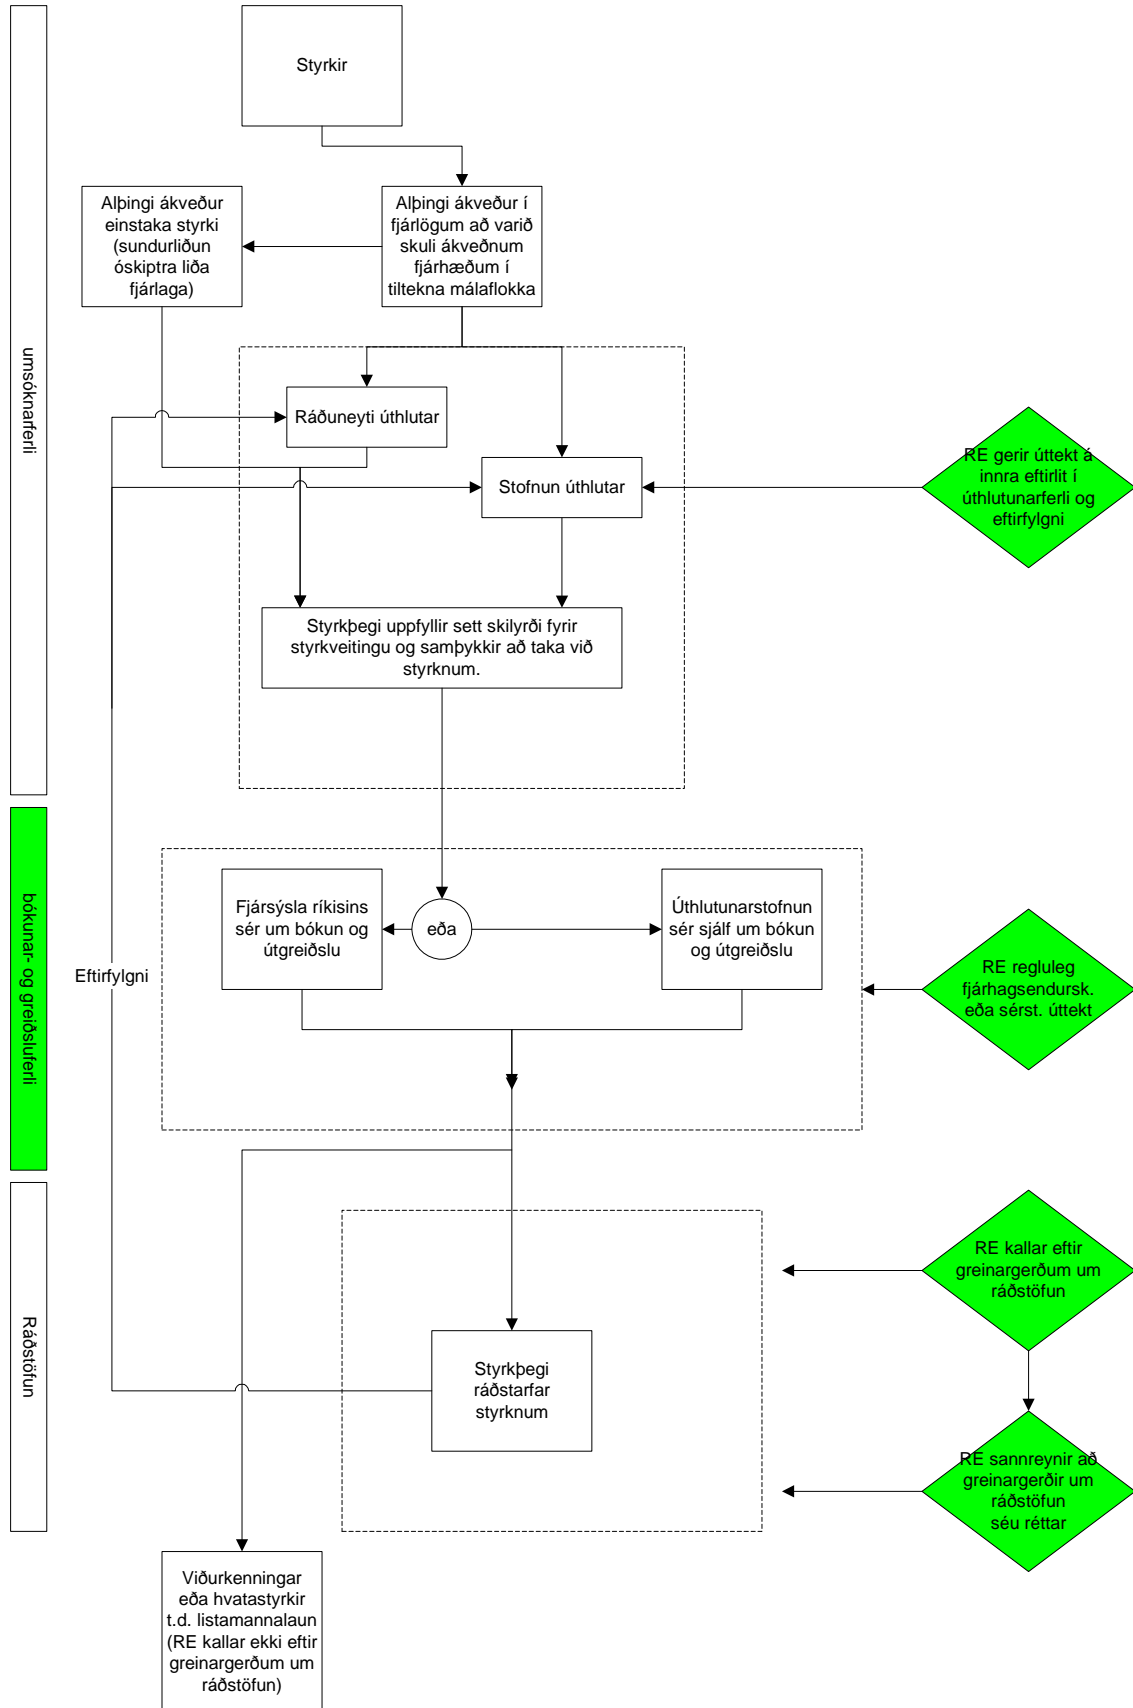 Styrkir
umsóknarferli
Alþingi ákveður
einstaka styrki
(sundurliðun
óskiptra liða
fjárlaga)
Alþingi ákveður í
fjárlögum að varið
skuli ákveðnum
fjárhæðum í
tiltekna málaflokka
Ráðuneyti úthlutar
Stofnun úthlutar
RE gerir úttekt á
innra eftirlit í
úthlutunarferli og
eftirfylgni
Styrkþegi uppfyllir sett skilyrði fyrir
styrkveitingu og samþykkir að taka við
styrknum.
bókunar- og greiðsluferli
Fjársýsla ríkisins
sér um bókun og
útgreiðslu
eða
Úthlutunarstofnun
sér sjálf um bókun
og útgreiðslu
Eftirfylgni
RE regluleg
fjárhagsendursk.
eða sérst. úttekt
Ráðstöfun
RE kallar eftir
greinargerðum um
ráðstöfun
Styrkþegi
ráðstarfar
styrknum
RE sannreynir að
greinargerðir um
ráðstöfun
séu réttar
Viðurkenningar
eða hvatastyrkir
t.d. listamannalaun
(RE kallar ekki eftir
greinargerðum um
ráðstöfun)